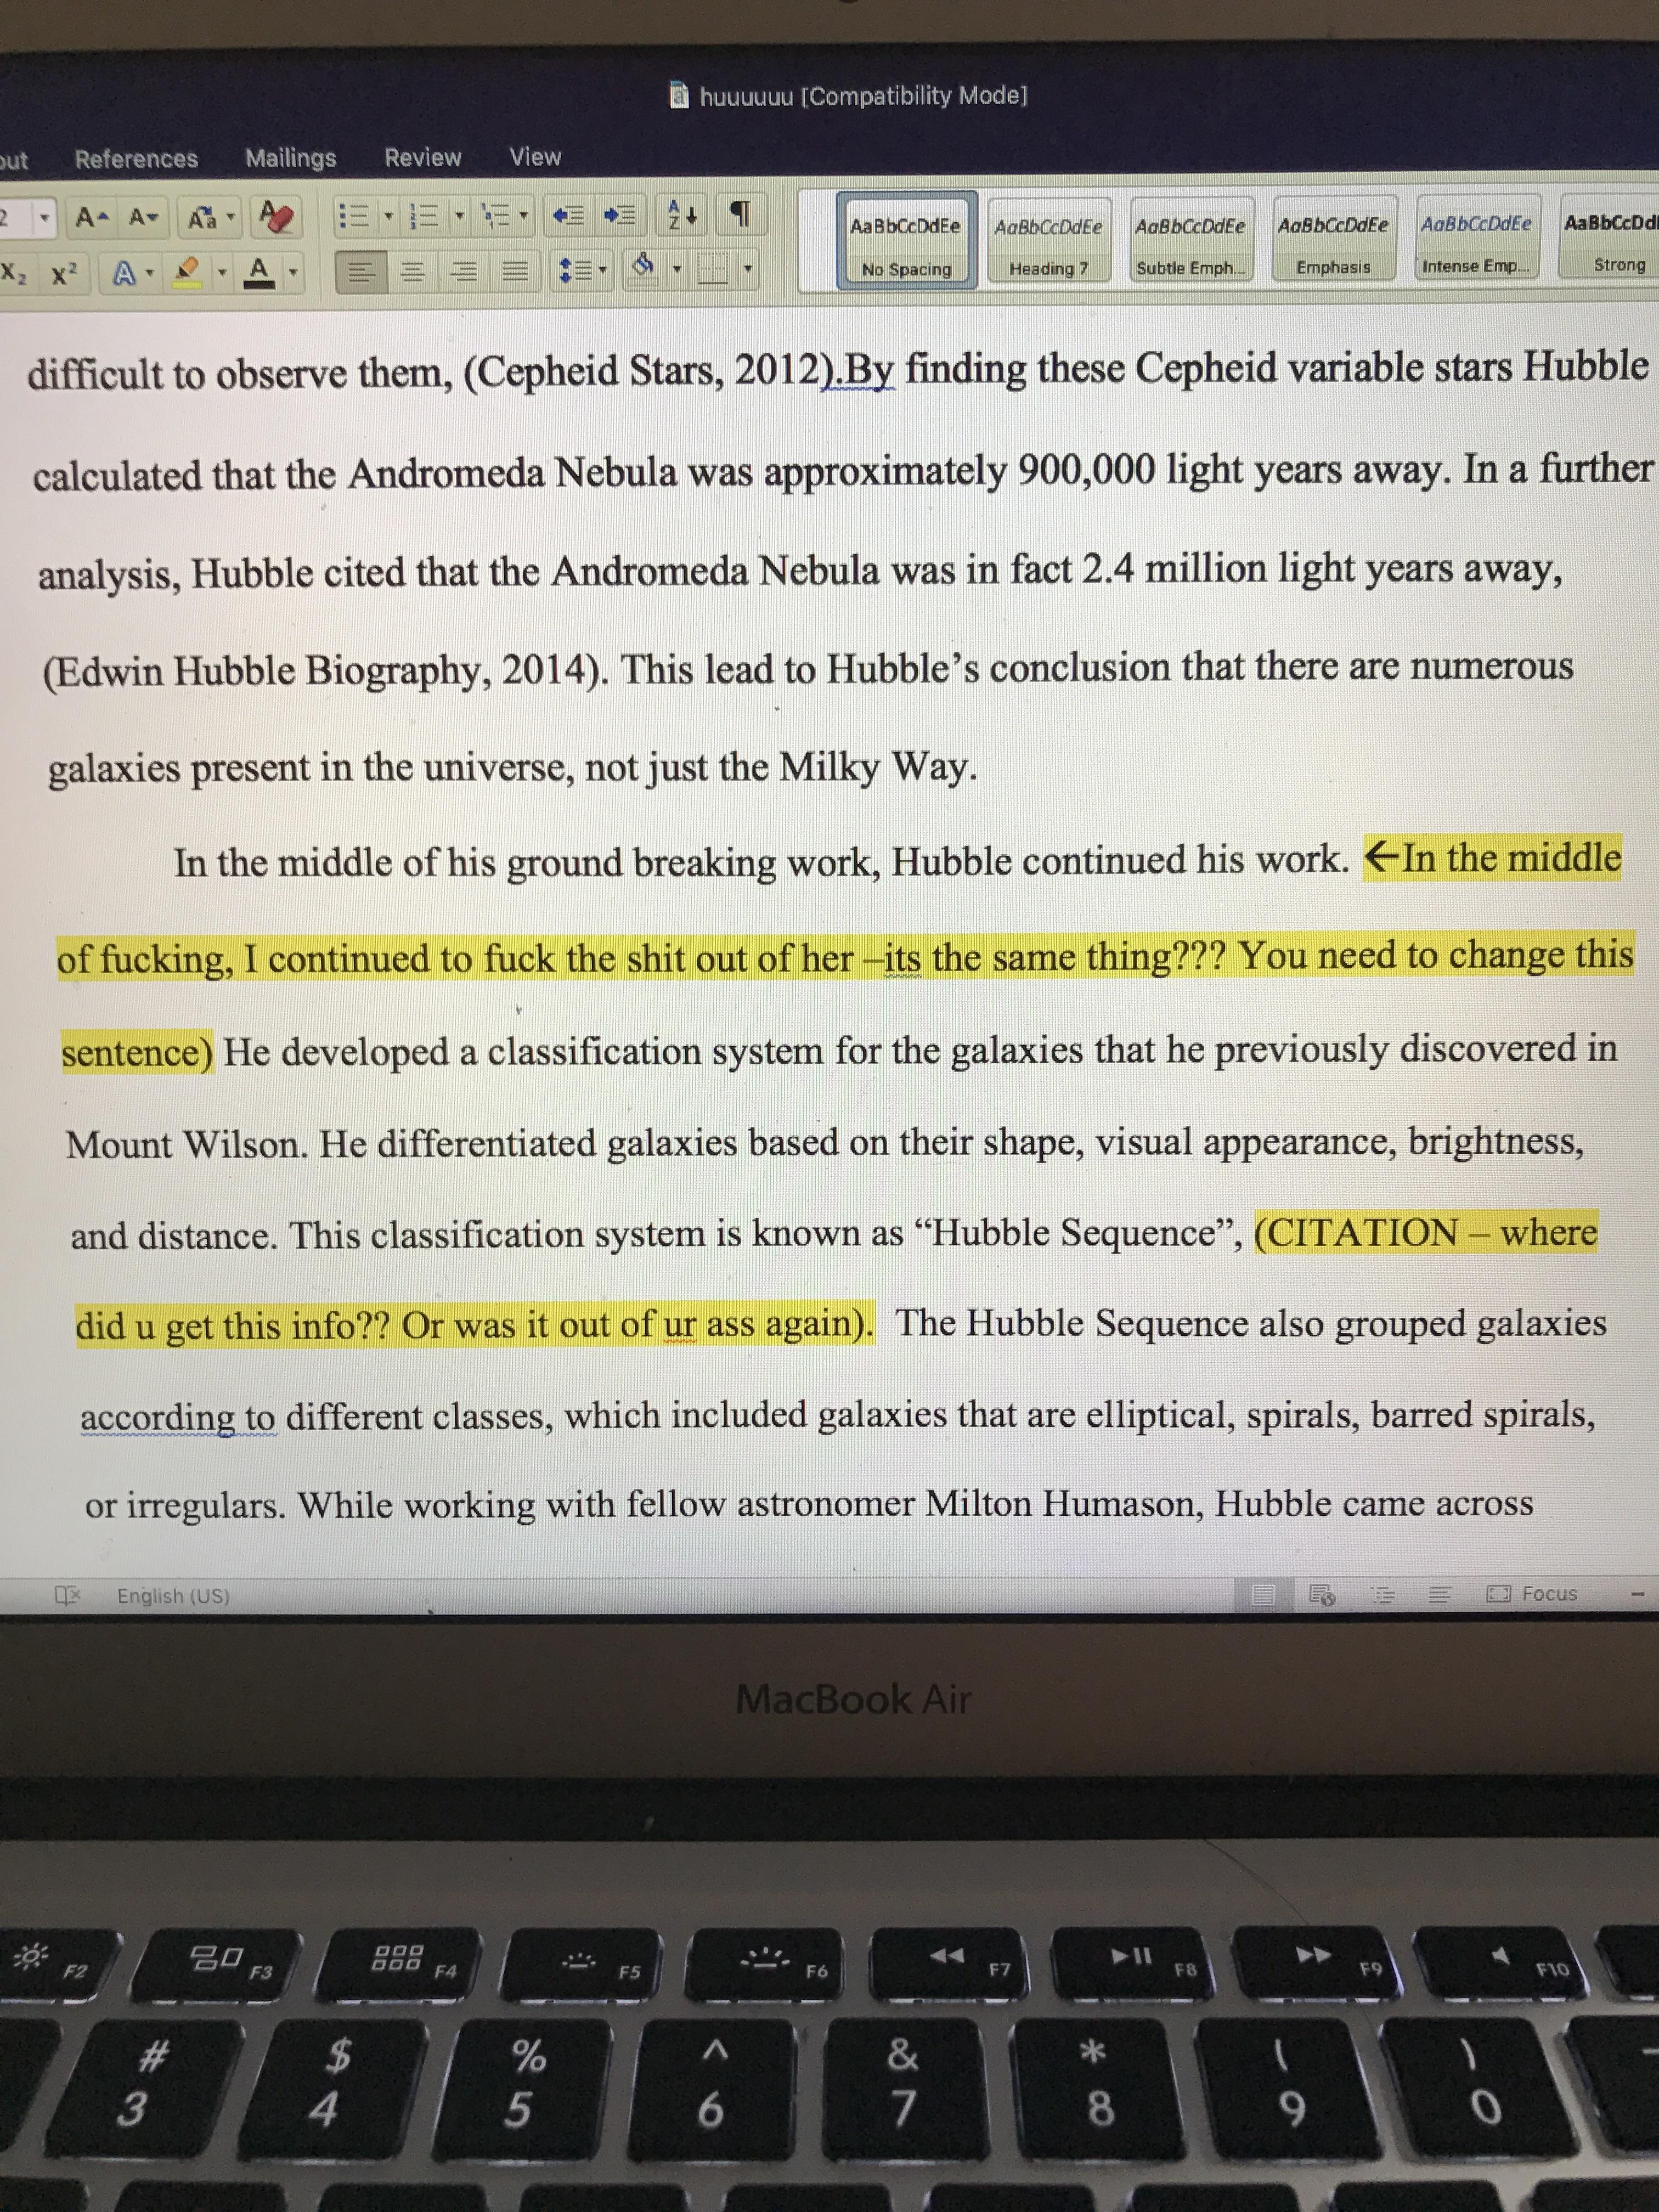 huuuuuu [Compatibility Mode]
References Mailings Review View
AaBbCcDdEe AaBbCcDdEe AaBbCcDdEe AaBbCcDdEe AaBbCcDdEe
No Spacing Heading 7 Subtle Emph... Emphasis Intense Emp... Strong
difficult to observe them, (Cepheid Stars, 2012).By finding these Cepheid variable stars Hubble
calculated that the Andromeda Nebula was approximately 900,000 light years away. In a further
analysis, Hubble cited that the Andromeda Nebula was in fact 2.4 million light years away,
(Edwin Hubble Biography, 2014). This lead to Hubble’s conclusion that there are numerous
galaxies present in the universe, not just the Milky Way.
In the middle of his ground breaking work, Hubble continued his work. ←In the middle
of fucking, I continued to fuck the shit out of her –its the same thing??? You need to change this
sentence) He developed a classification system for the galaxies that he previously discovered in
Mount Wilson. He differentiated galaxies based on their shape, visual appearance, brightness,
and distance. This classification system is known as “Hubble Sequence”, (CITATION – where
did u get this info?? Or was it out of ur ass again). The Hubble Sequence also grouped galaxies
according to different classes, which included galaxies that are elliptical, spirals, barred spirals,
or irregulars. While working with fellow astronomer Milton Humason, Hubble came across
English (US) Focus
MacBook Air
F2 F3 F4 F5 F6 F7 F8 F9 F10
# $ % ^ & * ( )
3 4 5 6 7 8 9 0